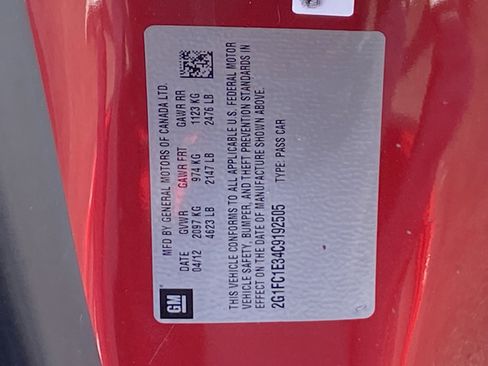 MFD BY GENERAL MOTORS OF CANADA LTD.
DATE GVWR GAWR FRT GAWR RR
04/12 2097 KG 974 KG 1123 KG
4623 LB 2147 LB 2476 LB
THIS VEHICLE CONFORMS TO ALL APPLICABLE U.S. FEDERAL MOTOR
VEHICLE SAFETY, BUMPER, AND THEFT PREVENTION STANDARDS IN
EFFECT ON THE DATE OF MANUFACTURE SHOWN ABOVE.
2G1FC1E34C9192505 TYPE: PASS CAR
GM